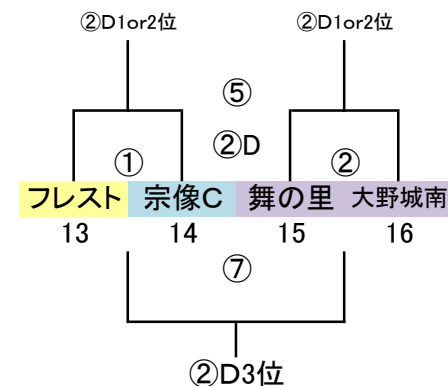 ②D1or2位 ②D1or2位
⑤
②D
① ②
フレスト 宗像C 舞の里 大野城南
13 14 15 16
⑦
②D3位